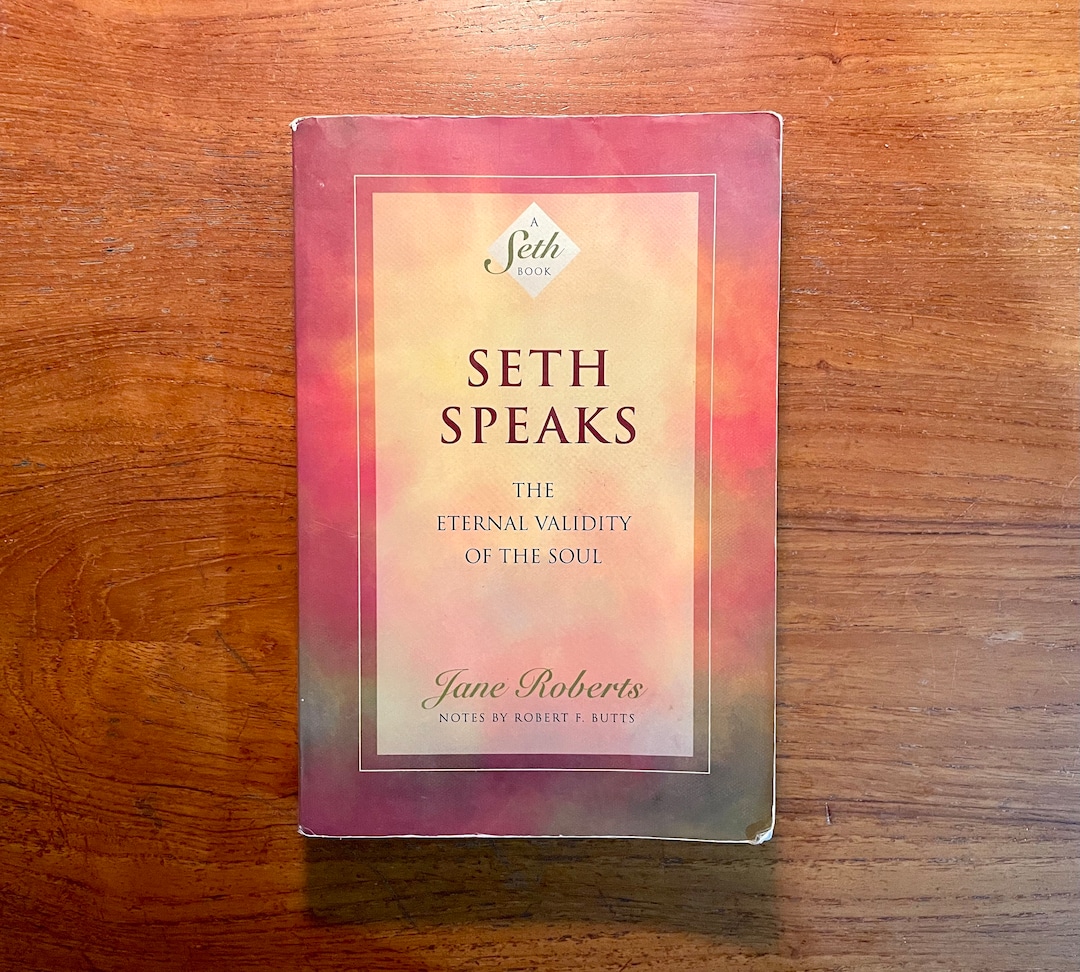 A
Seth
BOOK
SETH
SPEAKS
THE
ETERNAL VALIDITY
OF THE SOUL
Jane Roberts
NOTES BY ROBERT F. BUTTS